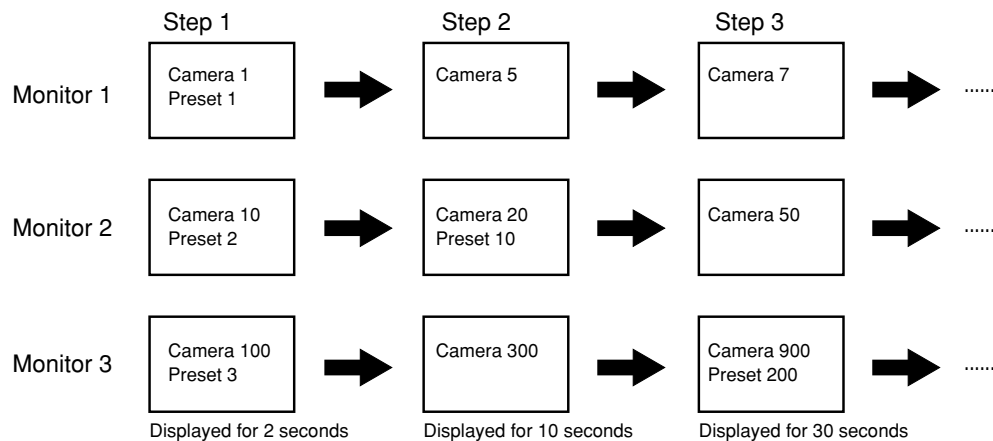 Step 1
Step 2
Step 3
Monitor 1
Camera 1
Preset 1
Camera 5
Camera 7
......
Monitor 2
Camera 10
Preset 2
Camera 20
Preset 10
Camera 50
......
Monitor 3
Camera 100
Preset 3
Camera 300
Camera 900
Preset 200
......
Displayed for 2 seconds
Displayed for 10 seconds
Displayed for 30 seconds